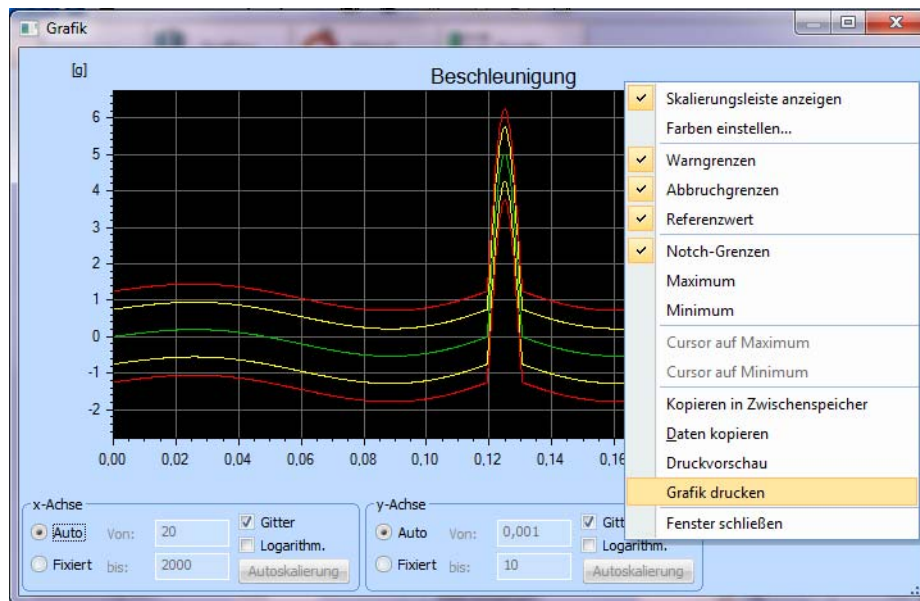 Grafik
[g]
Beschleunigung
6
5
4
3
2
1
0
-1
-2
0,00 0,02 0,04 0,06 0,08 0,10 0,12 0,14 0,16
Skalierungsleiste anzeigen
Farben einstellen...
Warngrenzen
Abbruchgrenzen
Referenzwert
Notch-Grenzen
Maximum
Minimum
Cursor auf Maximum
Cursor auf Minimum
Kopieren in Zwischenspeicher
Daten kopieren
Druckvorschau
Grafik drucken
Fenster schließen
x-Achse
Auto Von: 20 Gitter
Logarithm.
Fixiert bis: 2000 Autoskalierung
y-Achse
Auto Von: 0,001 Gitt
Logarithm.
Fixiert bis: 10 Autoskalierung